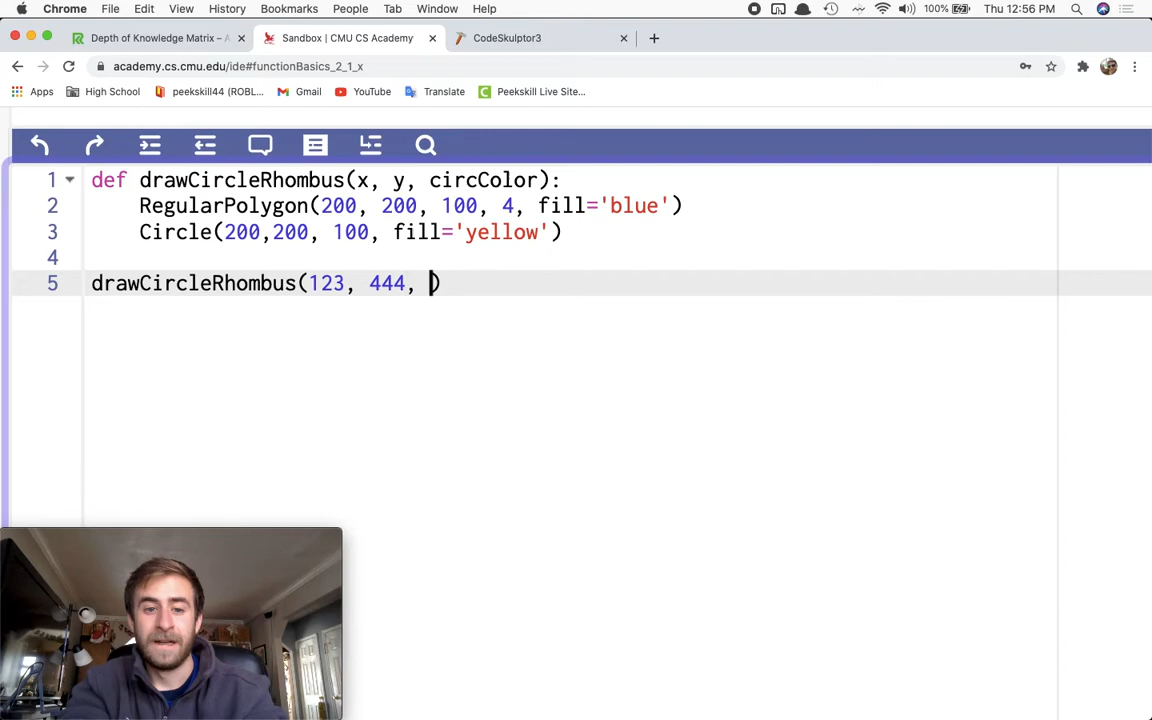 Chrome File Edit View History Bookmarks People Tab Window Help 100% Thu 12:56 PM
Depth of Knowledge Matrix – A Sandbox | CMU CS Academy CodeSkulptor3
academy.cs.cmu.edu/ide#functionBasics_2_1_x
Apps High School peekskill44 (ROBL... Gmail YouTube Translate Peekskill Live Site...
1 def drawCircleRhombus(x, y, circColor):
2 RegularPolygon(200, 200, 100, 4, fill='blue')
3 Circle(200,200, 100, fill='yellow')
4
5 drawCircleRhombus(123, 444, )